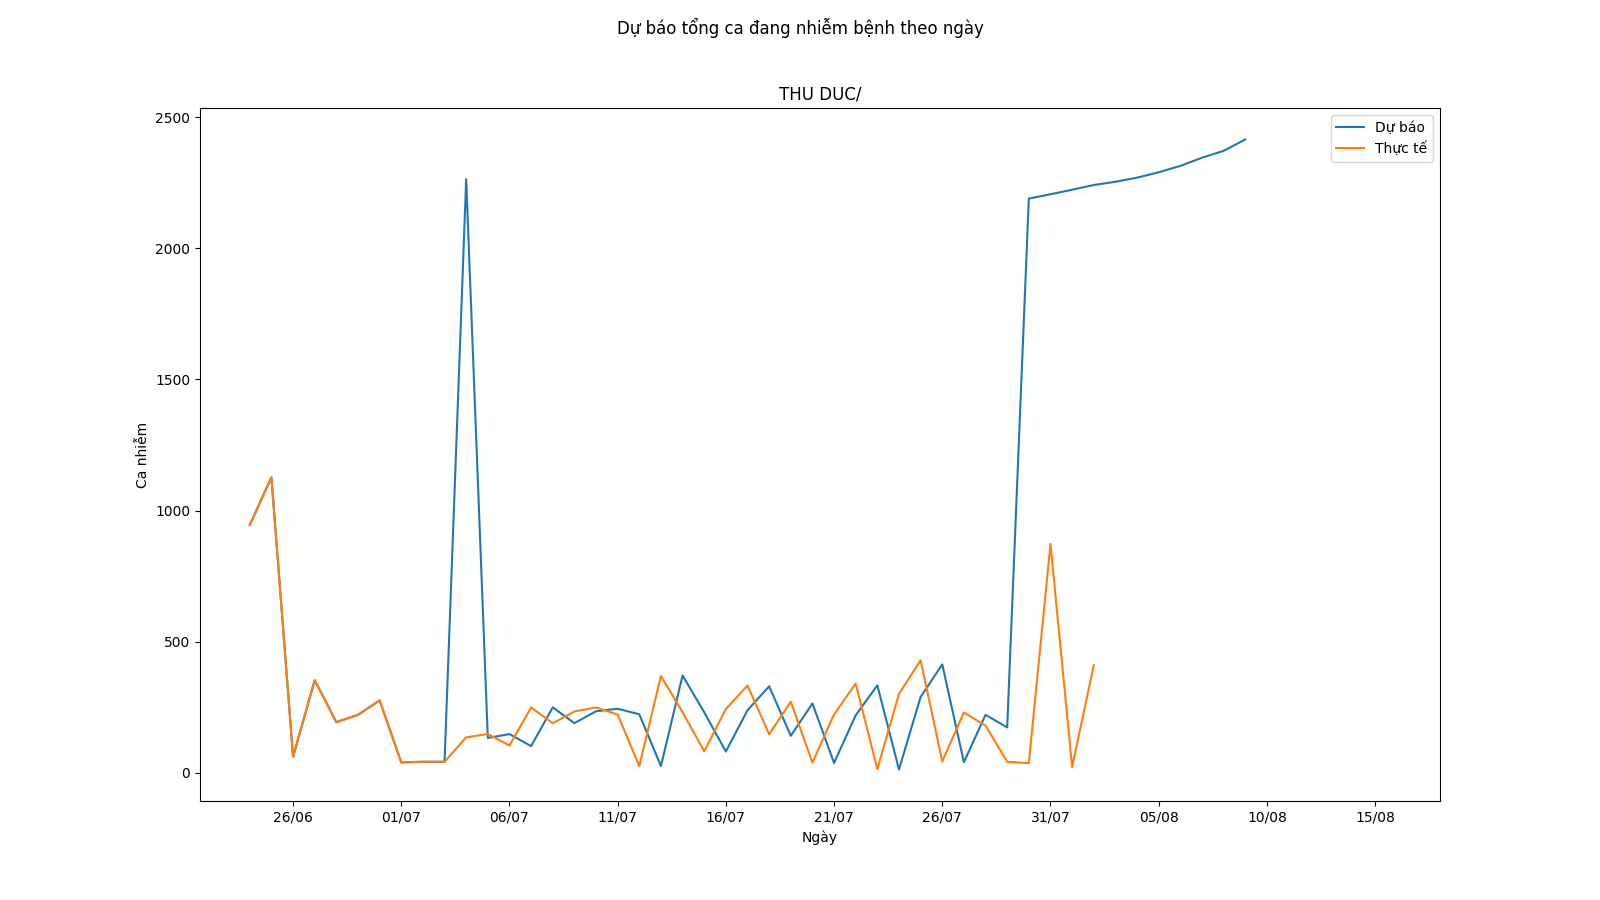 Dự báo tổng ca đang nhiễm bệnh theo ngày
THU DUC/
2500
2000
1500
1000
500
0
Ca nhiễm
Dự báo
Thực tế
26/06 01/07 06/07 11/07 16/07 21/07 26/07 31/07 05/08 10/08 15/08
Ngày